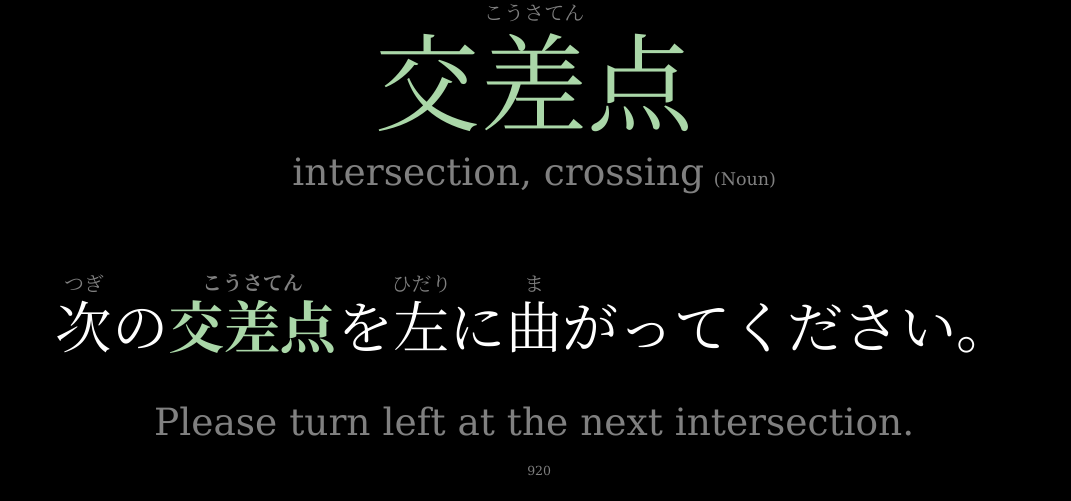 こうさてん
交差点
intersection, crossing (Noun)
つぎ こうさてん ひだり ま
次の交差点を左に曲がってください。
Please turn left at the next intersection.
920